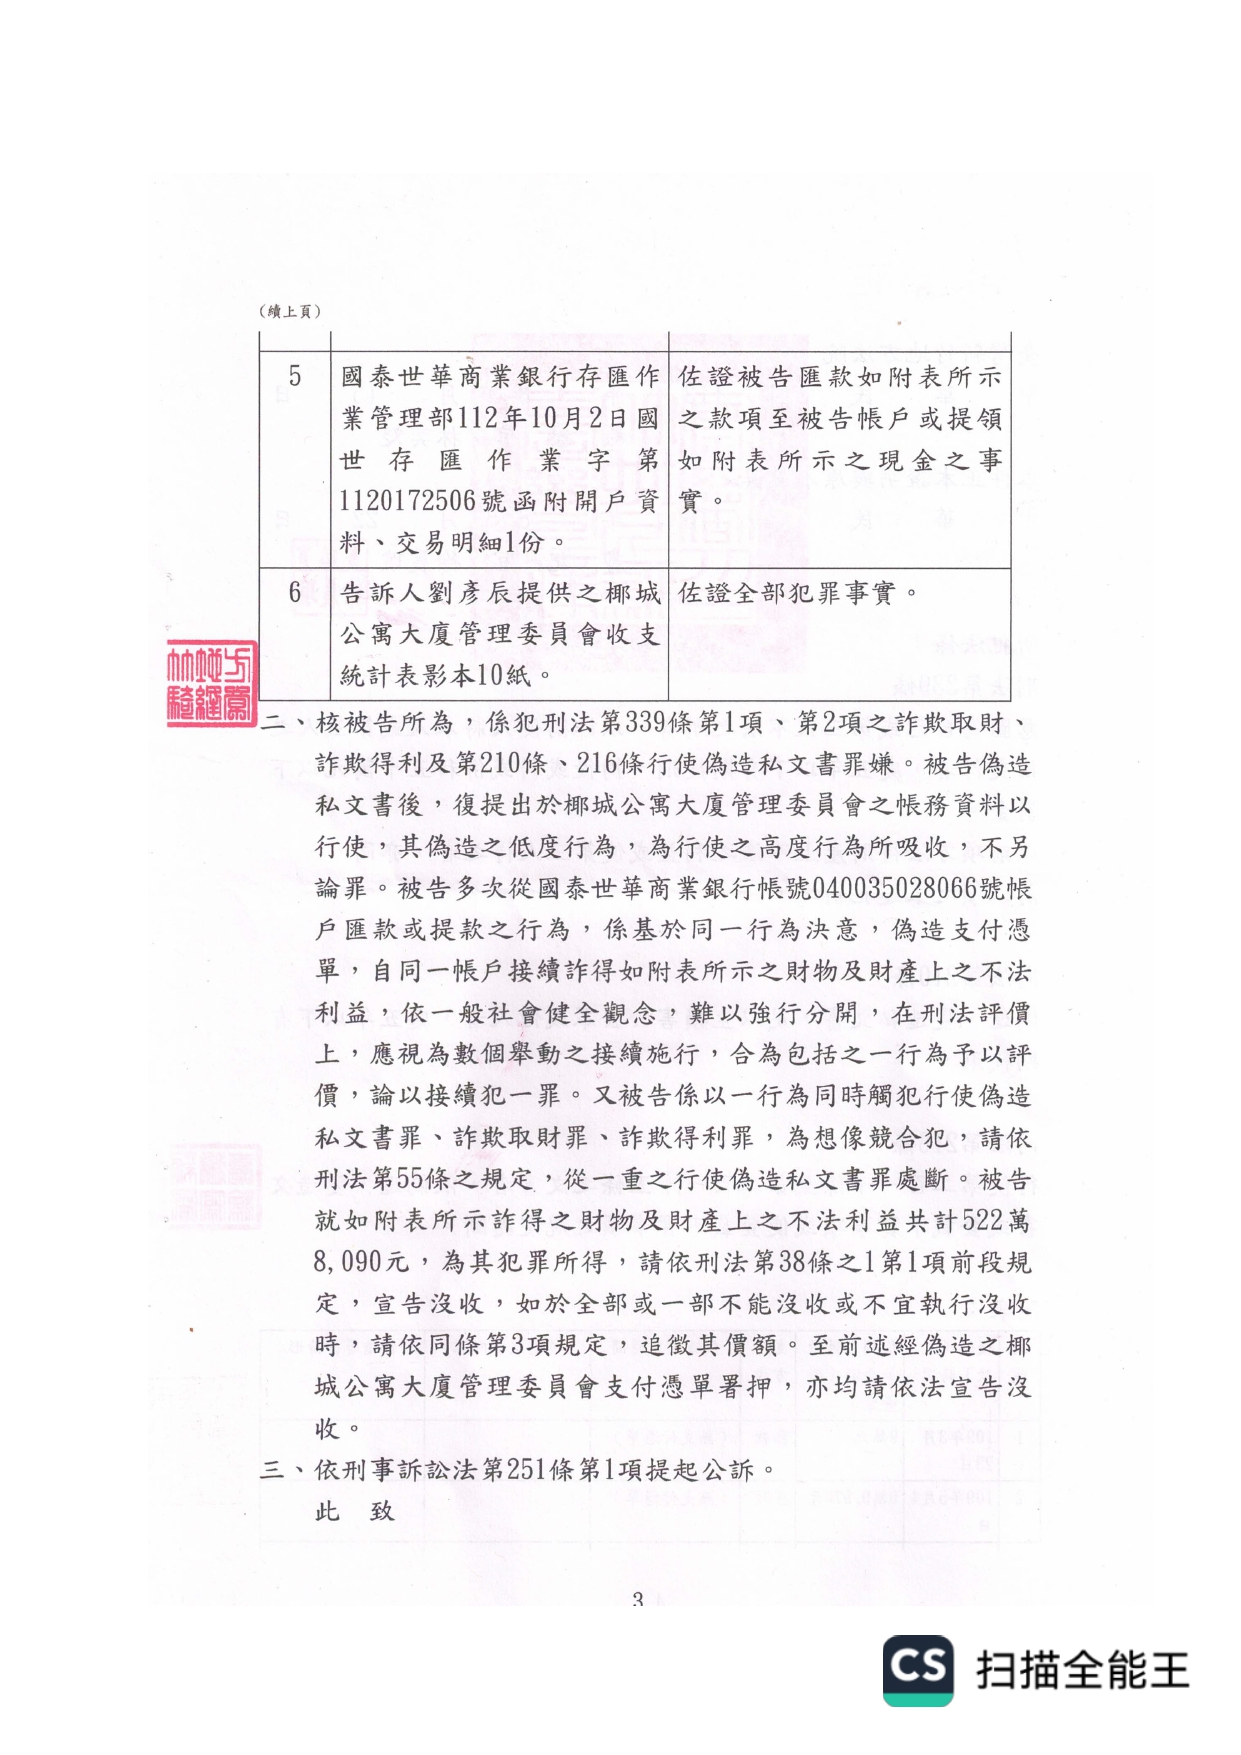 （續上頁）
5
國泰世華商業銀行存匯作
業管理部112年10月2日國
世存匯作業字第
1120172506號函附開戶資
料、交易明細1份。
佐證被告匯款如附表所示
之款項至被告帳戶或提領
如附表所示之現金之事
實。
6
告訴人劉彥辰提供之椰城
公寓大廈管理委員會收支
統計表影本10紙。
佐證全部犯罪事實。
二、核被告所為，係犯刑法第339條第1項、第2項之詐欺取財、
詐欺得利及第210條、216條行使偽造私文書罪嫌。被告偽造
私文書後，復提出於椰城公寓大廈管理委員會之帳務資料以
行使，其偽造之低度行為，為行使之高度行為所吸收，不另
論罪。被告多次從國泰世華商業銀行帳號040035028066號帳
戶匯款或提款之行為，係基於同一行為決意，偽造支付憑
單，自同一帳戶接續詐得如附表所示之財物及財產上之不法
利益，依一般社會健全觀念，難以強行分開，在刑法評價
上，應視為數個舉動之接續施行，合為包括之一行為予以評
價，論以接續犯一罪。又被告係以一行為同時觸犯行使偽造
私文書罪、詐欺取財罪、詐欺得利罪，為想像競合犯，請依
刑法第55條之規定，從一重之行使偽造私文書罪處斷。被告
就如附表所示詐得之財物及財產上之不法利益共計522萬
8,090元，為其犯罪所得，請依刑法第38條之1第1項前段規
定，宣告沒收，如於全部或一部不能沒收或不宜執行沒收
時，請依同條第3項規定，追徵其價額。至前述經偽造之椰
城公寓大廈管理委員會支付憑單署押，亦均請依法宣告沒
收。
三、依刑事訴訟法第251條第1項提起公訴。
此　致
3
CS 扫描全能王